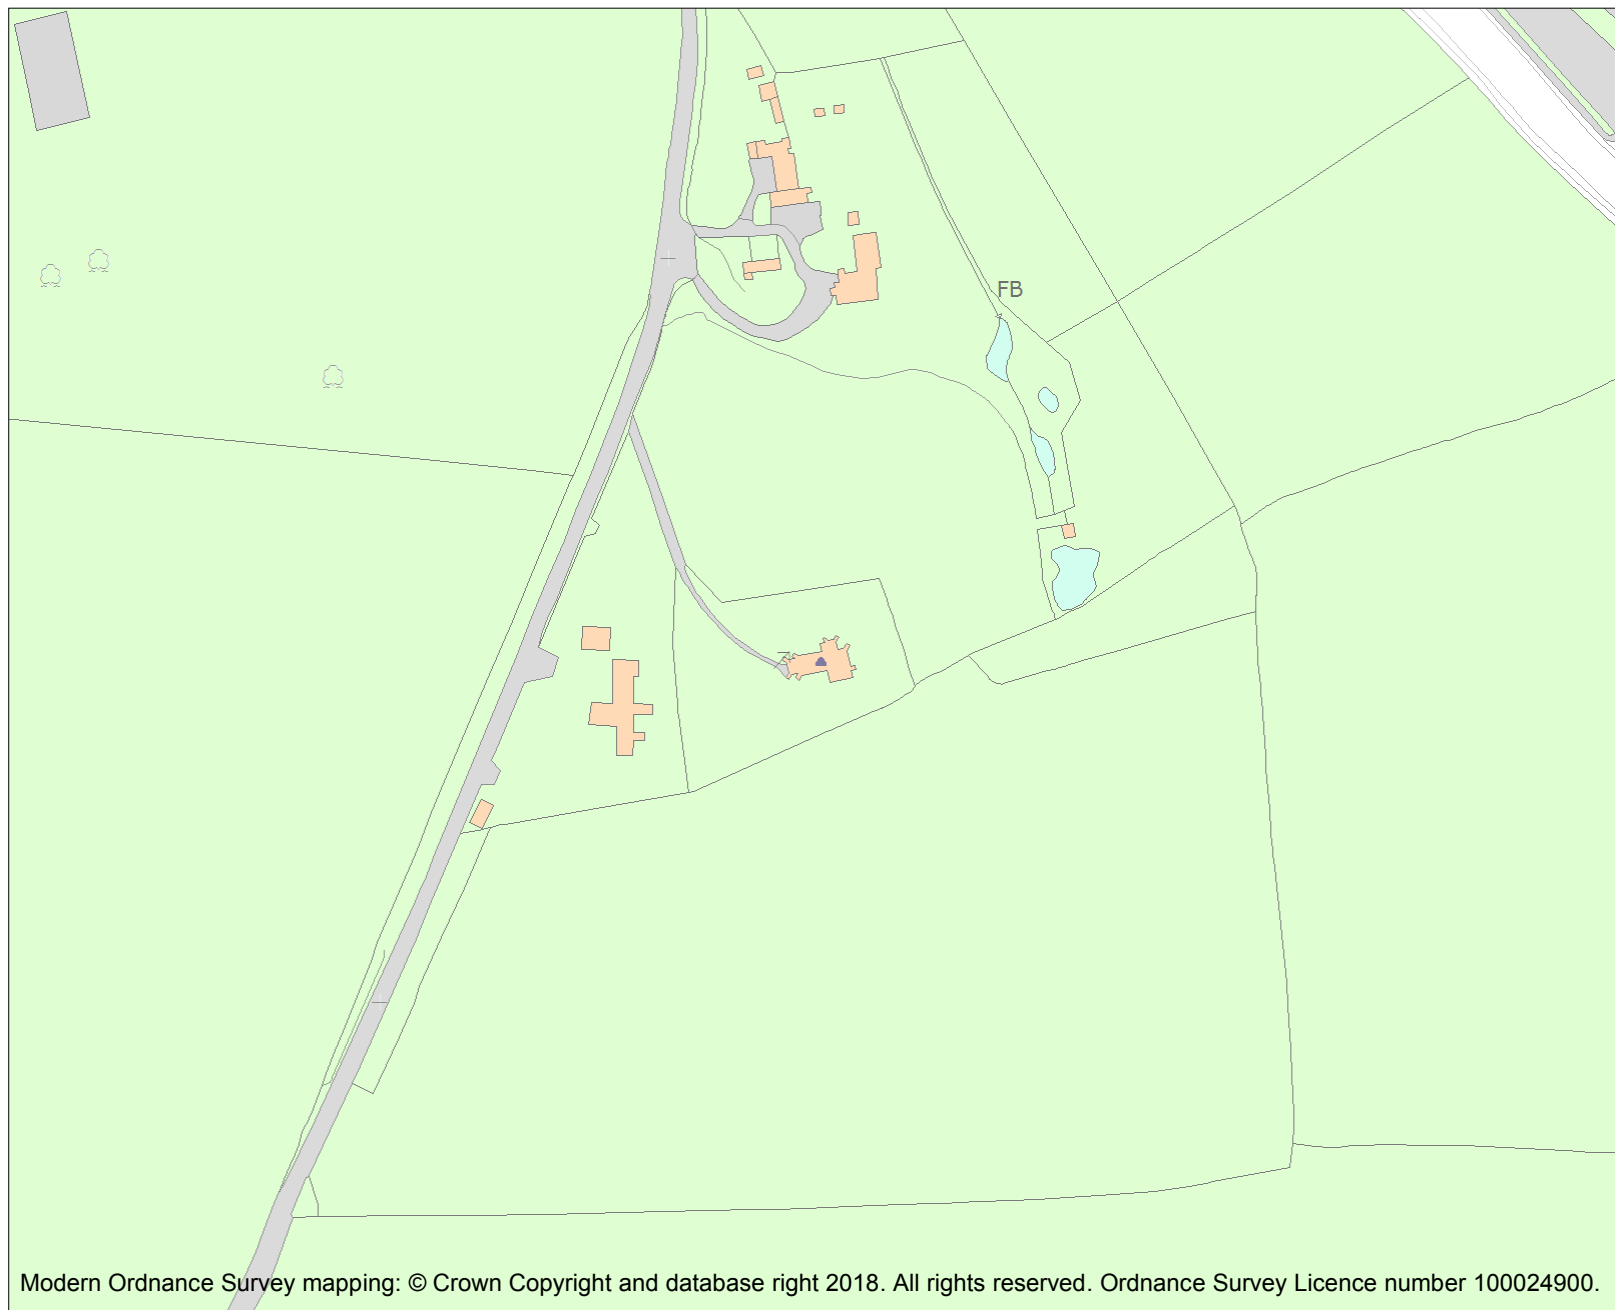 FB
Modern Ordnance Survey mapping: © Crown Copyright and database right 2018. All rights reserved. Ordnance Survey Licence number 100024900.